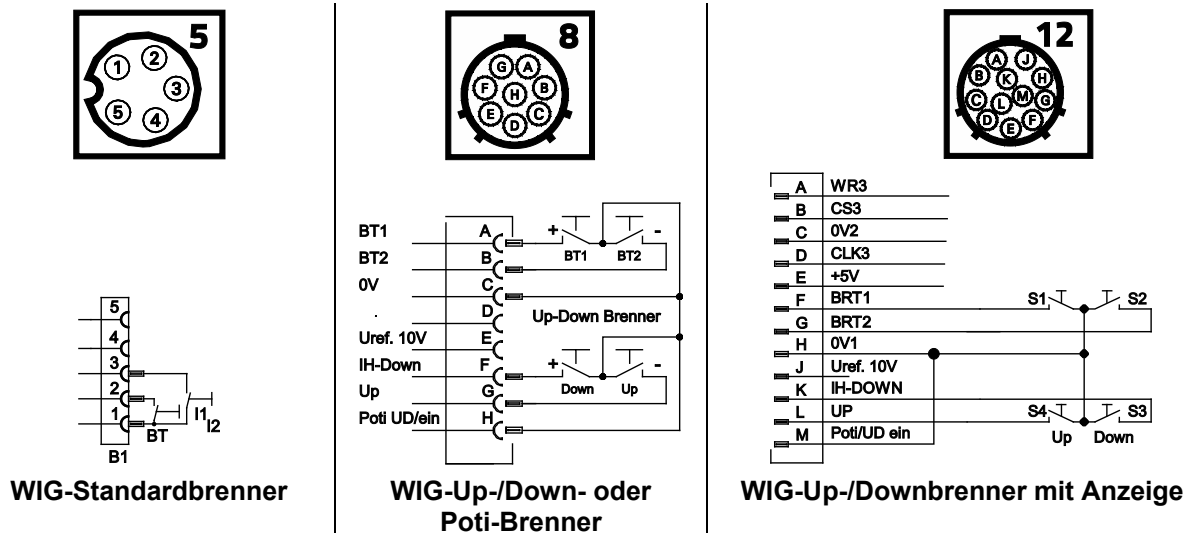 5
1
2
3
4
5
5
4
3
2
1
BT
I1
I2
B1
WIG-Standardbrenner
8
G A
F H B
E C
D
BT1 A + BT1 BT2 -
BT2 B
0V C
D Up-Down Brenner
Uref. 10V E
IH-Down F + Down Up -
Up G
Poti UD/ein H
WIG-Up-/Down- oder
Poti-Brenner
12
A J
B K H
C L M G
D F
E
A WR3
B CS3
C 0V2
D CLK3
E +5V
F BRT1 S1 S2
G BRT2
H 0V1
J Uref. 10V
K IH-DOWN
L UP S4 S3
M Poti/UD ein Up Down
WIG-Up-/Downbrenner mit Anzeige